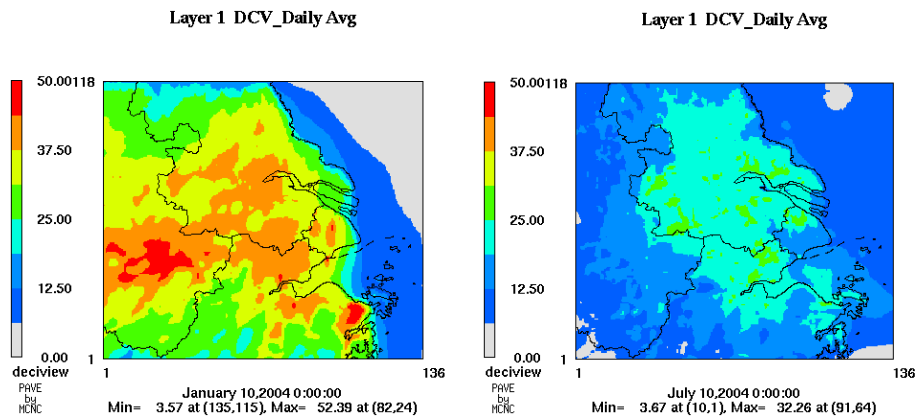 Layer 1 DCV_Daily Avg
50.00
37.50
25.00
12.50
0.00
deciview
PAVE
by
MCNC
118
1
1
136
January 10,2004 0:00:00
Min= 3.57 at (135,115), Max= 52.39 at (82,24)
Layer 1 DCV_Daily Avg
50.00
37.50
25.00
12.50
0.00
deciview
PAVE
by
MCNC
118
1
1
136
July 10,2004 0:00:00
Min= 3.67 at (10,1), Max= 32.26 at (91,64)